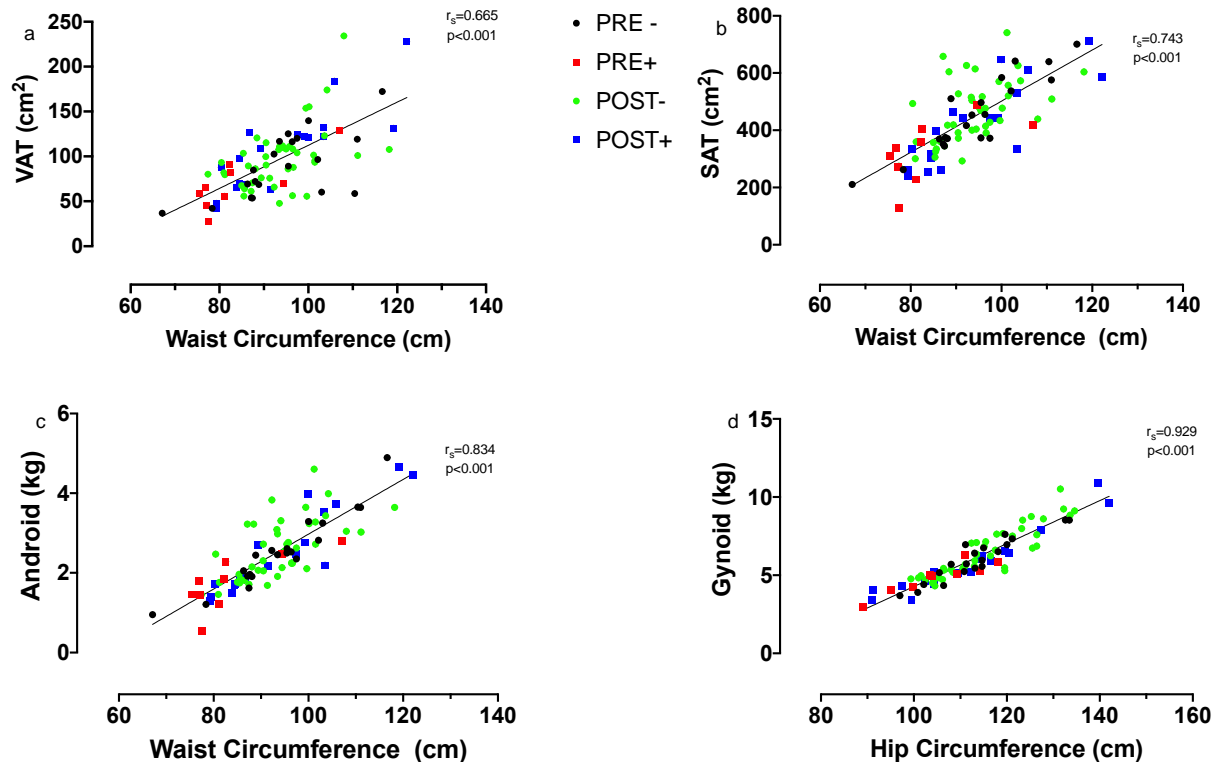 a
VAT (cm²)
250
200
150
100
50
0
60
80
100
120
140
Waist Circumference (cm)
rₛ=0.665
p<0.001
PRE -
PRE+
POST-
POST+
b
SAT (cm²)
800
600
400
200
0
60
80
100
120
140
Waist Circumference (cm)
rₛ=0.743
p<0.001
c
Android (kg)
6
4
2
0
60
80
100
120
140
Waist Circumference (cm)
rₛ=0.834
p<0.001
d
Gynoid (kg)
15
10
5
0
80
100
120
140
160
Hip Circumference (cm)
rₛ=0.929
p<0.001